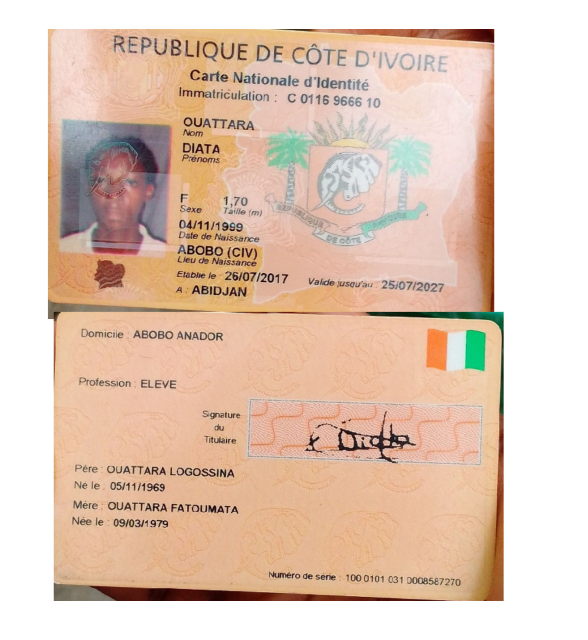 REPUBLIQUE DE CÔTE D'IVOIRE
Carte Nationale d'Identité
Immatriculation : C 0116 9666 10
OUATTARA
Nom
DIATA
Prénoms
F 1,70
Sexe Taille (m)
04/11/1999
Date de Naissance
ABOBO (CIV)
Lieu de Naissance
Etablie le 26/07/2017 Valide jusqu'au : 25/07/2027
A : ABIDJAN
REPUBLIQUE
DE CÔTE
Domicile : ABOBO ANADOR
Profession : ELEVE
Signature
du
Titulaire
Diata
Père : OUATTARA LOGOSSINA
Né le : 05/11/1969
Mère : OUATTARA FATOUMATA
Née le : 09/03/1979
Numéro de série : 100 0101 031 0008587270